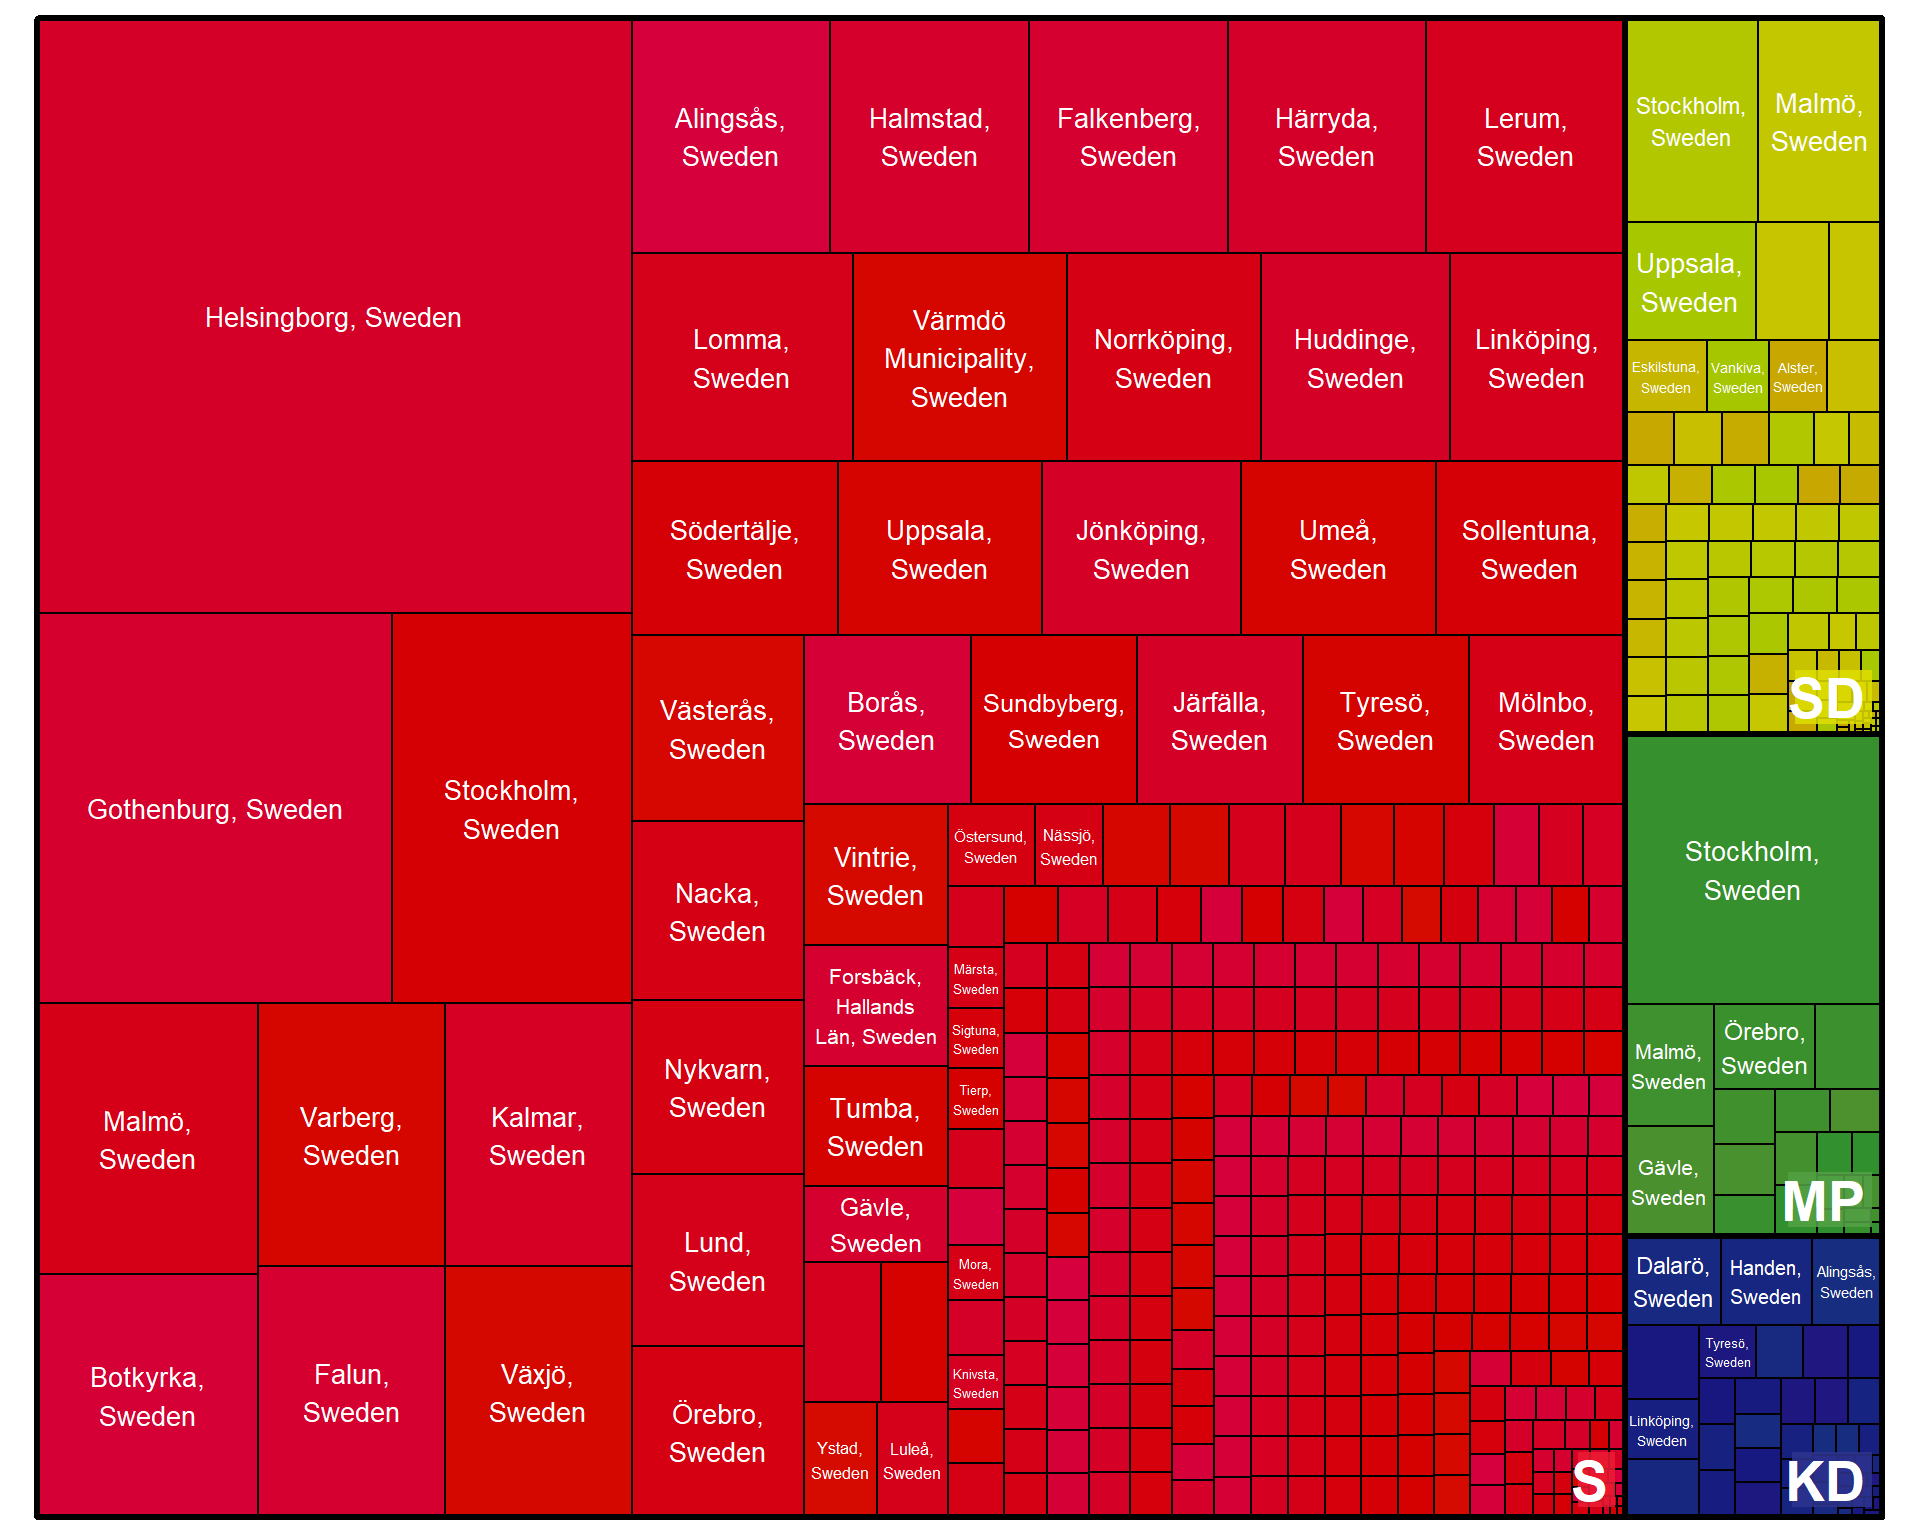 Helsingborg, Sweden
Gothenburg, Sweden
Stockholm,
Sweden
Malmö,
Sweden
Varberg,
Sweden
Kalmar,
Sweden
Botkyrka,
Sweden
Falun,
Sweden
Växjö,
Sweden
Alingsås,
Sweden
Halmstad,
Sweden
Falkenberg,
Sweden
Härryda,
Sweden
Lerum,
Sweden
Lomma,
Sweden
Värmdö
Municipality,
Sweden
Norrköping,
Sweden
Huddinge,
Sweden
Linköping,
Sweden
Södertälje,
Sweden
Uppsala,
Sweden
Jönköping,
Sweden
Umeå,
Sweden
Sollentuna,
Sweden
Västerås,
Sweden
Nacka,
Sweden
Nykvarn,
Sweden
Lund,
Sweden
Örebro,
Sweden
Borås,
Sweden
Sundbyberg,
Sweden
Järfälla,
Sweden
Tyresö,
Sweden
Mölnbo,
Sweden
Vintrie,
Sweden
Forsbäck,
Hallands
Län, Sweden
Tumba,
Sweden
Gävle,
Sweden
Ystad,
Sweden
Luleå,
Sweden
Östersund,
Sweden
Nässjö,
Sweden
Märsta,
Sweden
Sigtuna,
Sweden
Tierp,
Sweden
Mora,
Sweden
Knivsta,
Sweden
S
Stockholm,
Sweden
Malmö,
Sweden
Uppsala,
Sweden
Eskilstuna,
Sweden
Vankiva,
Sweden
Alster,
Sweden
SD
Stockholm,
Sweden
Malmö,
Sweden
Örebro,
Sweden
Gävle,
Sweden
MP
Dalarö,
Sweden
Handen,
Sweden
Alingsås,
Sweden
Tyresö,
Sweden
Linköping,
Sweden
KD